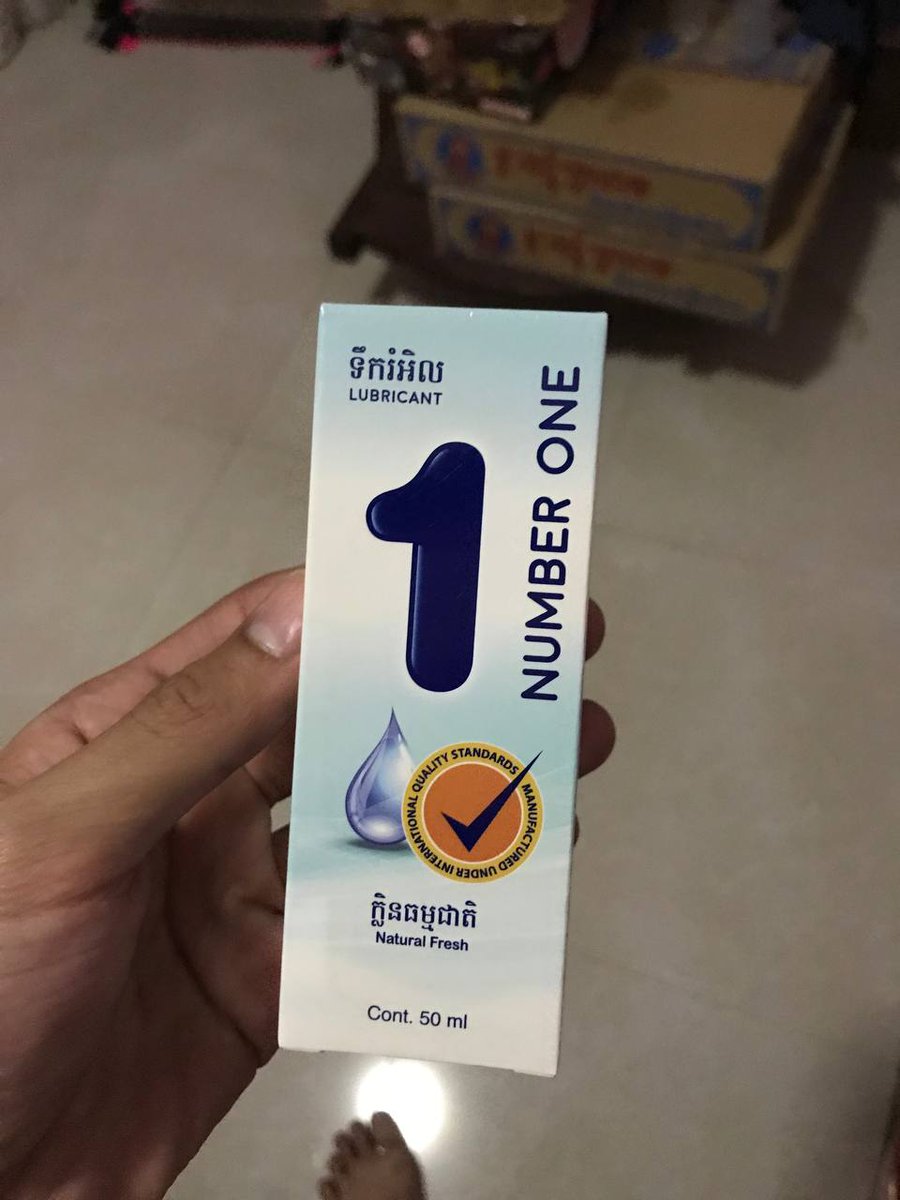 ទឹករំអិល
LUBRICANT
1
NUMBER ONE
MANUFACTURED UNDER INTERNATIONAL QUALITY STANDARDS
ក្លិនធម្មជាតិ
Natural Fresh
Cont. 50 ml